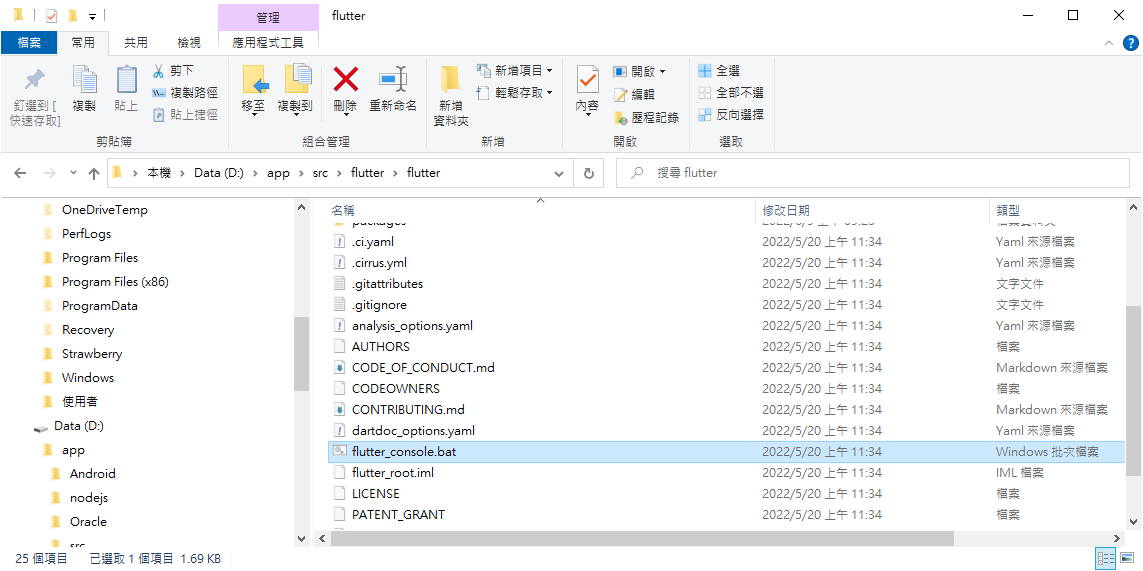 管理
flutter
檔案
常用
共用
檢視
應用程式工具
釘選到 [
快速存取]
複製
貼上
剪下
複製路徑
貼上捷徑
剪貼簿
移至
複製到
刪除
重新命名
組合管理
新增
資料夾
新增項目
輕鬆存取
新增
內容
開啟
編輯
歷程記錄
開啟
全選
全部不選
反向選擇
選取
本機 > Data (D:) > app > src > flutter > flutter
搜尋 flutter
OneDriveTemp
PerfLogs
Program Files
Program Files (x86)
ProgramData
Recovery
Strawberry
Windows
使用者
Data (D:)
app
Android
nodejs
Oracle
src
名稱 修改日期 類型
packages
.ci.yaml 2022/5/20 上午 11:34 Yaml 來源檔案
.cirrus.yml 2022/5/20 上午 11:34 Yaml 來源檔案
.gitattributes 2022/5/20 上午 11:34 文字文件
.gitignore 2022/5/20 上午 11:34 文字文件
analysis_options.yaml 2022/5/20 上午 11:34 Yaml 來源檔案
AUTHORS 2022/5/20 上午 11:34 檔案
CODE_OF_CONDUCT.md 2022/5/20 上午 11:34 Markdown 來源檔案
CODEOWNERS 2022/5/20 上午 11:34 檔案
CONTRIBUTING.md 2022/5/20 上午 11:34 Markdown 來源檔案
dartdoc_options.yaml 2022/5/20 上午 11:34 Yaml 來源檔案
flutter_console.bat 2022/5/20 上午 11:34 Windows 批次檔案
flutter_root.iml 2022/5/20 上午 11:34 IML 檔案
LICENSE 2022/5/20 上午 11:34 檔案
PATENT_GRANT 2022/5/20 上午 11:34 檔案
25 個項目 已選取 1 個項目 1.69 KB